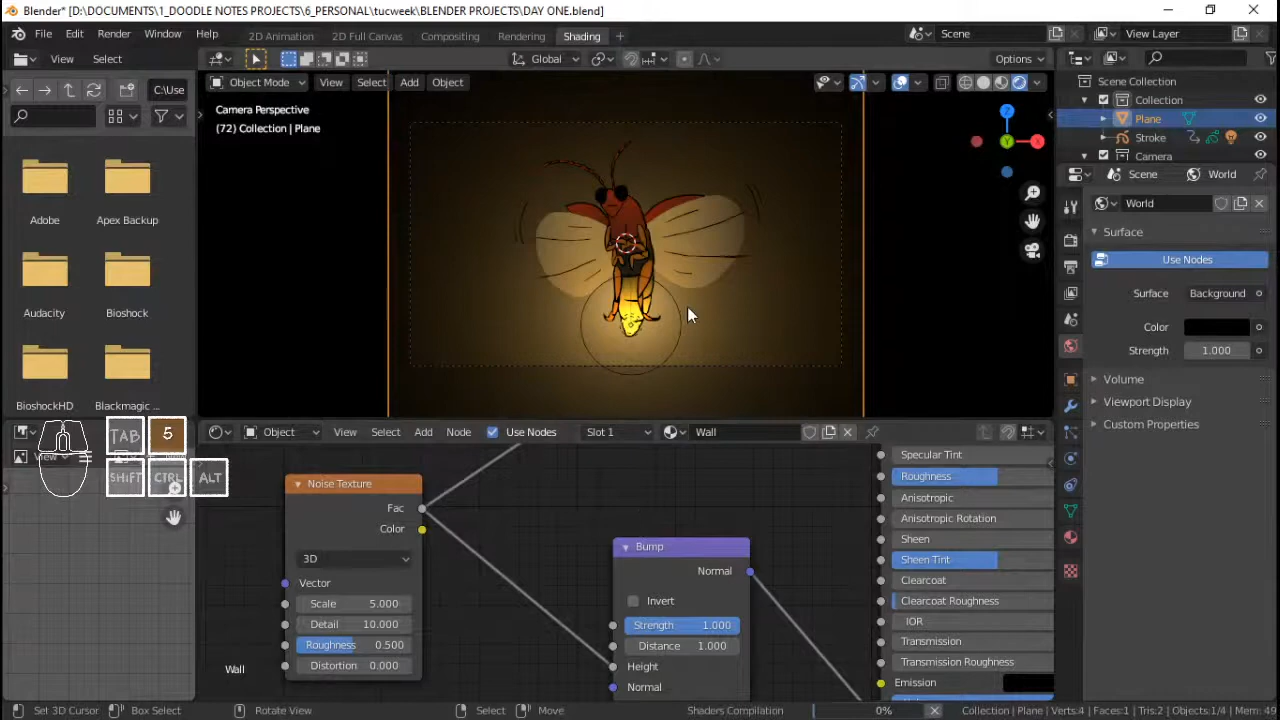 Blender* [D:\DOCUMENTS\1_DOODLE NOTES PROJECTS\6_PERSONAL\tucweek\BLENDER PROJECTS\DAY ONE.blend]
File Edit Render Window Help 2D Animation 2D Full Canvas Compositing Rendering Shading + Scene View Layer
View Select Global Options
C:\Use Object Mode View Select Add Object Scene Collection
Camera Perspective Collection
(72) Collection | Plane Plane
Stroke
Camera
Scene World
World
Adobe Apex Backup
Surface
Use Nodes
Surface Background
Audacity Bioshock
Color
Strength 1.000
Volume
BioshockHD Blackmagic ...
Viewport Display
Custom Properties
TAB 5
View
SHIFT CTRL ALT
Object View Select Add Node Use Nodes Slot 1 Wall
Noise Texture
Fac
Color
3D
Vector
Scale 5.000
Detail 10.000
Roughness 0.500
Distortion 0.000
Wall
Bump
Normal
Invert
Strength 1.000
Distance 1.000
Height
Normal
Specular Tint
Roughness
Anisotropic
Anisotropic Rotation
Sheen
Sheen Tint
Clearcoat
Clearcoat Roughness
IOR
Transmission
Transmission Roughness
Emission
Set 3D Cursor Box Select Rotate View Select Move Shaders Compilation 0% Collection | Plane | Verts:4 | Faces:1 | Tris:2 | Objects:1/4 | Mem: 49